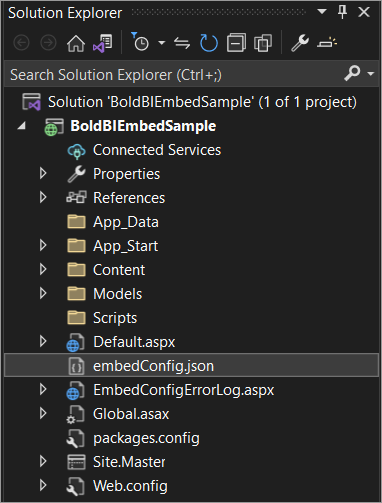 Solution Explorer
Search Solution Explorer (Ctrl+;)
Solution 'BoldBIEmbedSample' (1 of 1 project)
BoldBIEmbedSample
Connected Services
Properties
References
App_Data
App_Start
Content
Models
Scripts
Default.aspx
embedConfig.json
EmbedConfigErrorLog.aspx
Global.asax
packages.config
Site.Master
Web.config